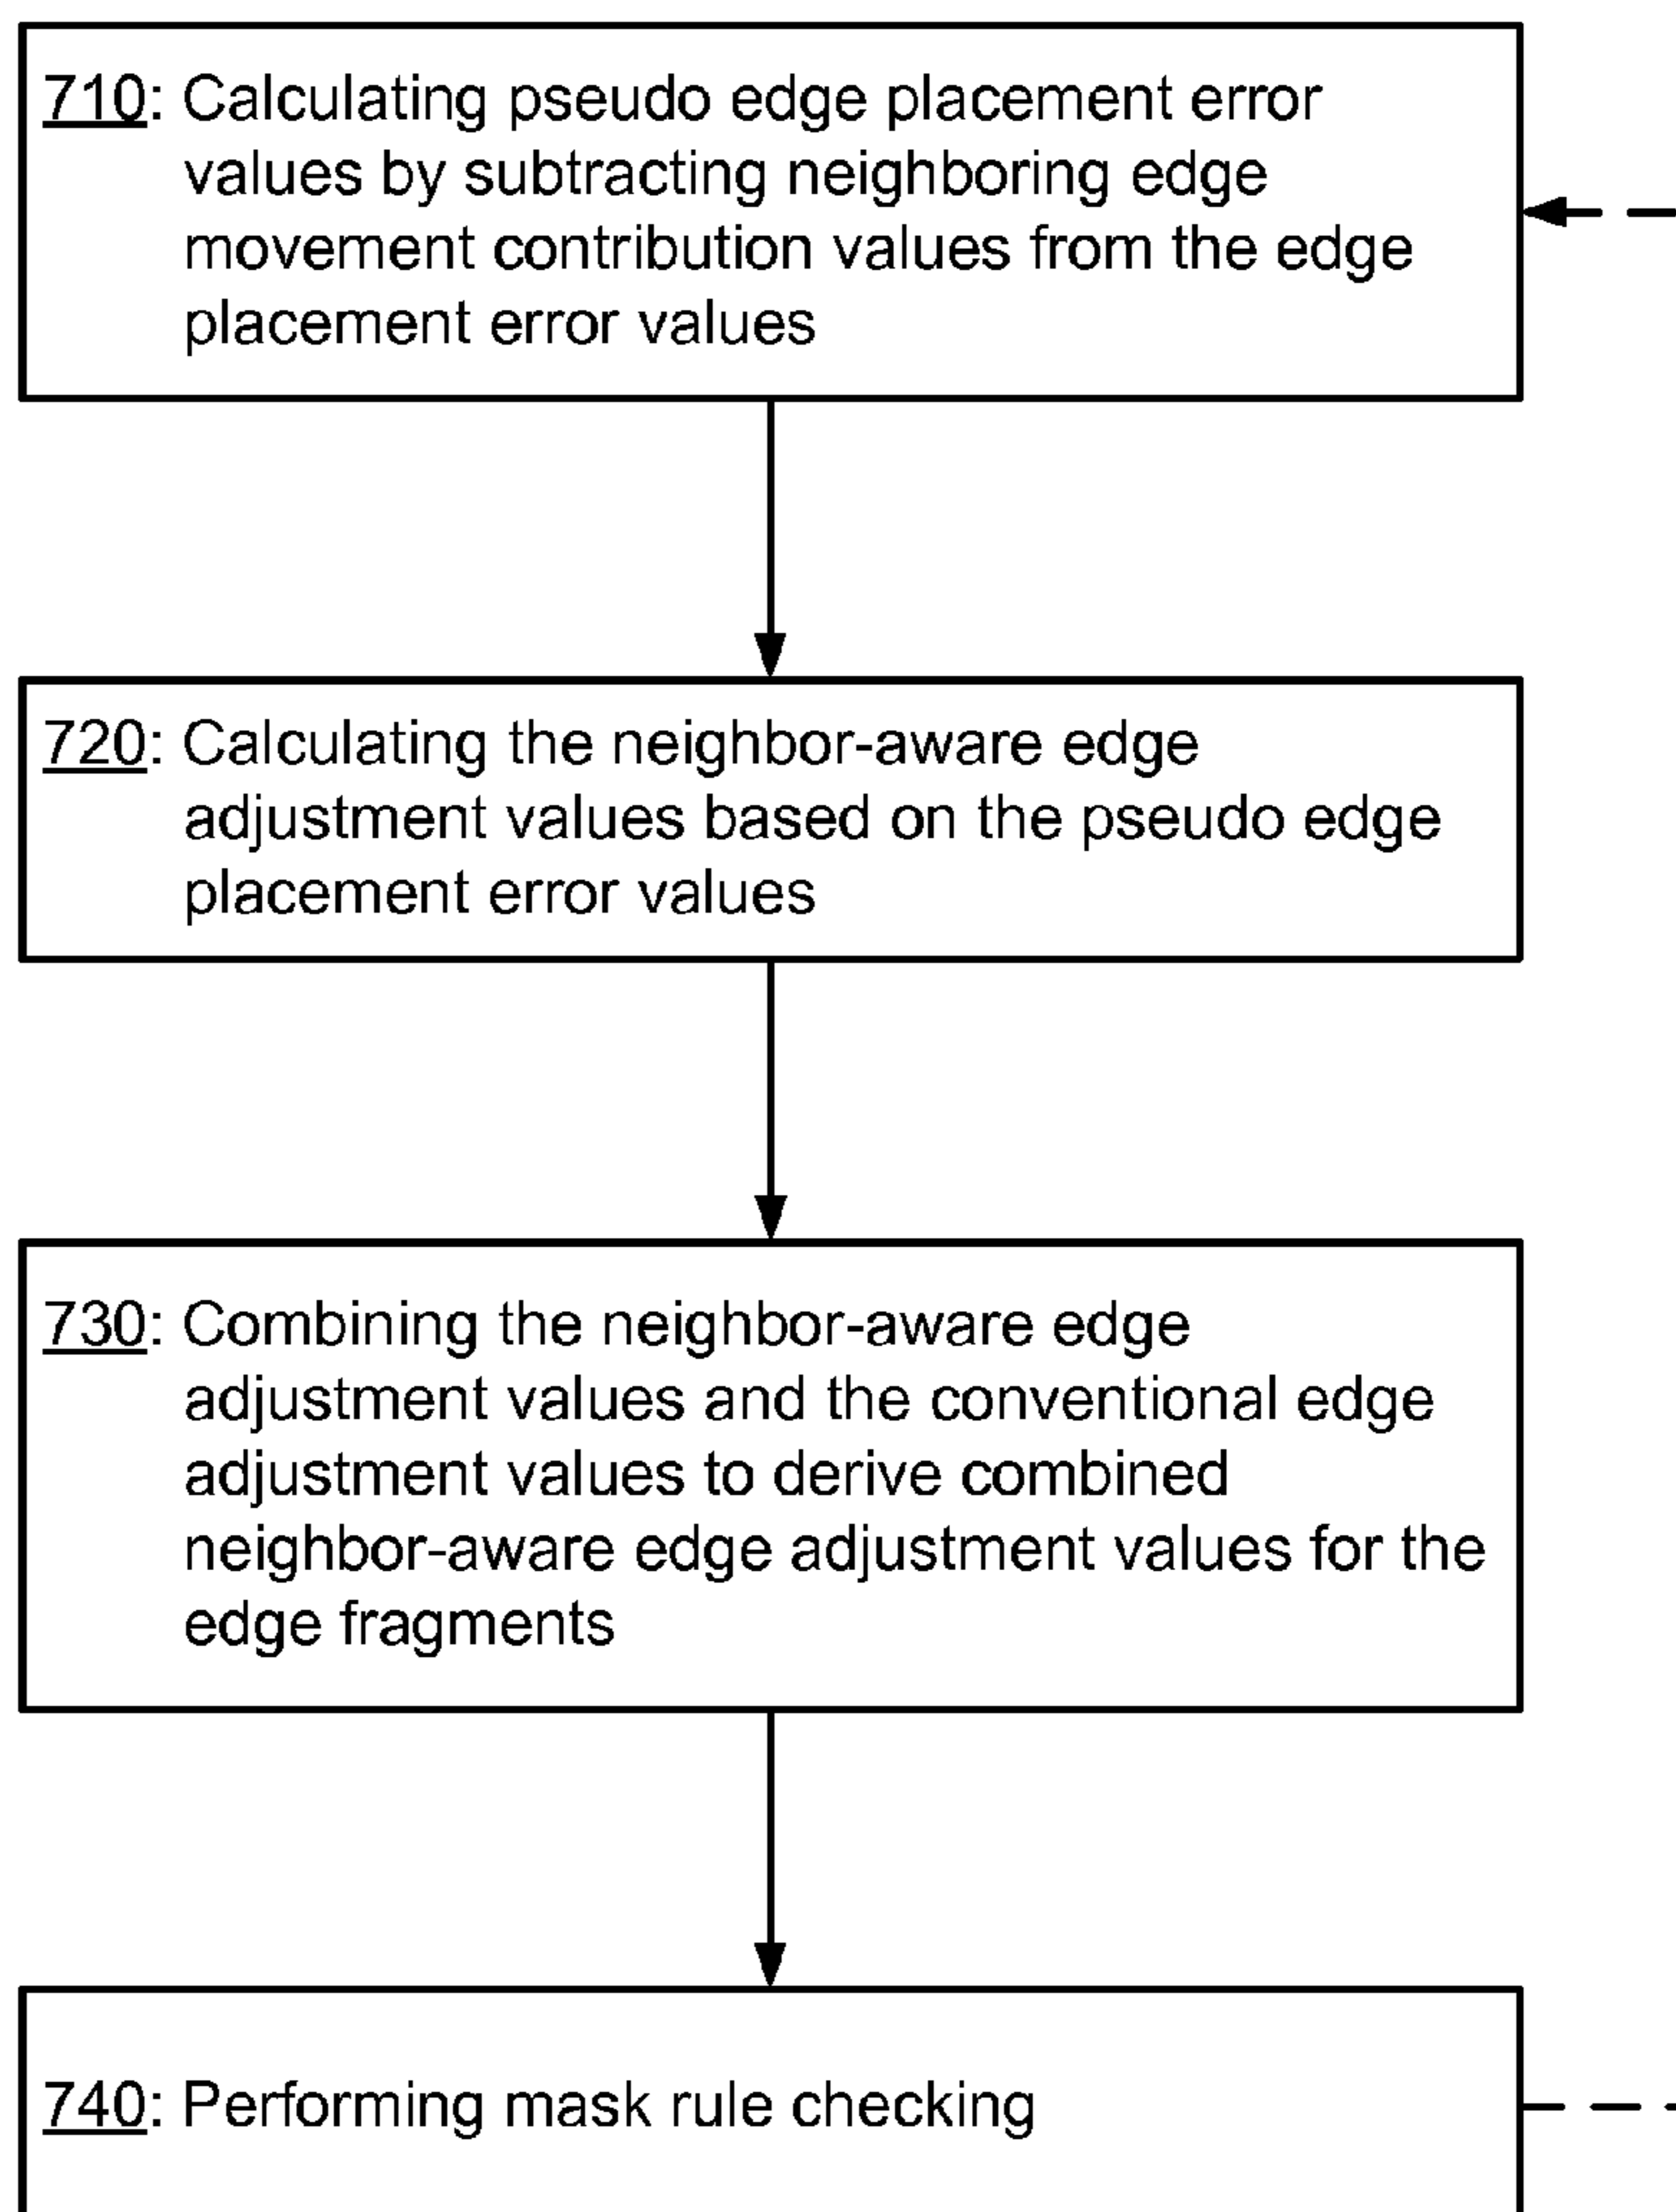 710: Calculating pseudo edge placement error
values by subtracting neighboring edge
movement contribution values from the edge
placement error values
720: Calculating the neighbor-aware edge
adjustment values based on the pseudo edge
placement error values
730: Combining the neighbor-aware edge
adjustment values and the conventional edge
adjustment values to derive combined
neighbor-aware edge adjustment values for the
edge fragments
740: Performing mask rule checking